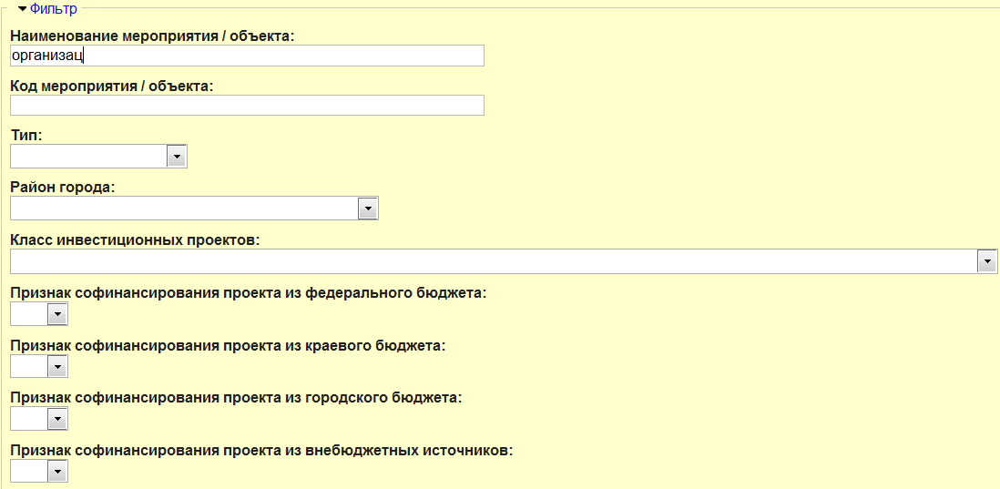 Фильтр
Наименование мероприятия / объекта:
организац
Код мероприятия / объекта:
Тип:
Район города:
Класс инвестиционных проектов:
Признак софинансирования проекта из федерального бюджета:
Признак софинансирования проекта из краевого бюджета:
Признак софинансирования проекта из городского бюджета:
Признак софинансирования проекта из внебюджетных источников: